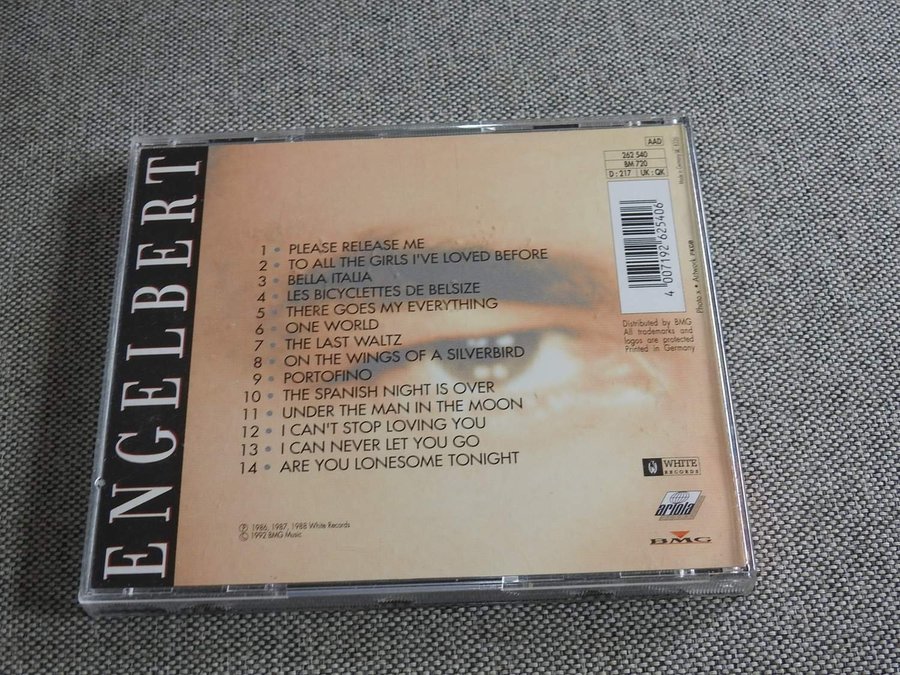 ENGELBERT
AAD
262 540
BM 720
D : 217 UK : QK
Made in Germany
4 007192 625406
1 • PLEASE RELEASE ME
2 • TO ALL THE GIRLS I'VE LOVED BEFORE
3 • BELLA ITALIA
4 • LES BICYCLETTES DE BELSIZE
5 • THERE GOES MY EVERYTHING
6 • ONE WORLD
7 • THE LAST WALTZ
8 • ON THE WINGS OF A SILVERBIRD
9 • PORTOFINO
10 • THE SPANISH NIGHT IS OVER
11 • UNDER THE MAN IN THE MOON
12 • I CAN'T STOP LOVING YOU
13 • I CAN NEVER LET YOU GO
14 • ARE YOU LONESOME TONIGHT
Distributed by BMG
All trademarks and
logos are protected
Printed in Germany
WHITE
RECORDS
ariola
BMG
Ⓟ 1986, 1987, 1988 White Records
© 1992 BMG Music